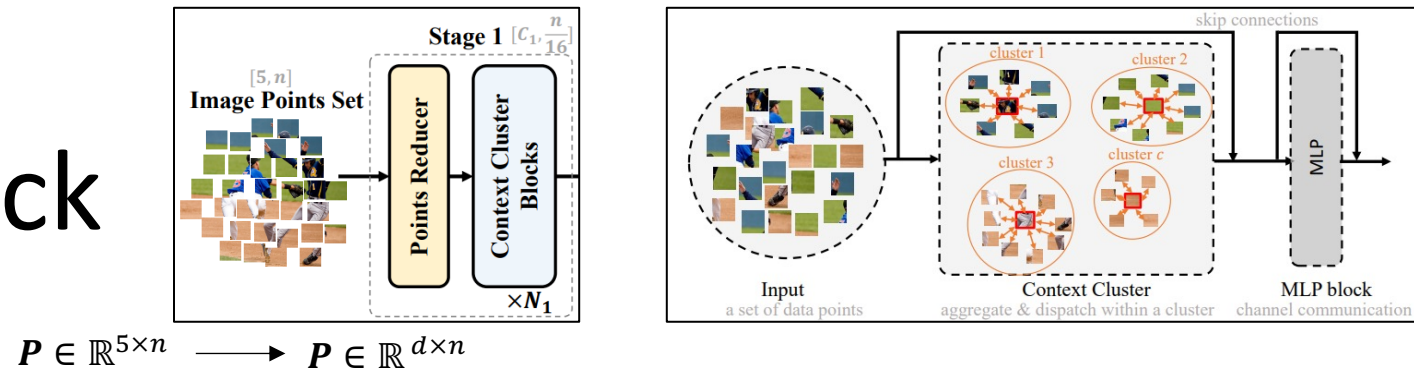 ck
Stage 1 [C₁, n/16]
[5, n]
Image Points Set
Points Reducer
Context Cluster
Blocks
×N₁
P ∈ ℝ^{5×n} ⟶ P ∈ ℝ^{d×n}
skip connections
cluster 1
cluster 2
cluster 3
cluster c
MLP
Input
a set of data points
Context Cluster
aggregate & dispatch within a cluster
MLP block
channel communication